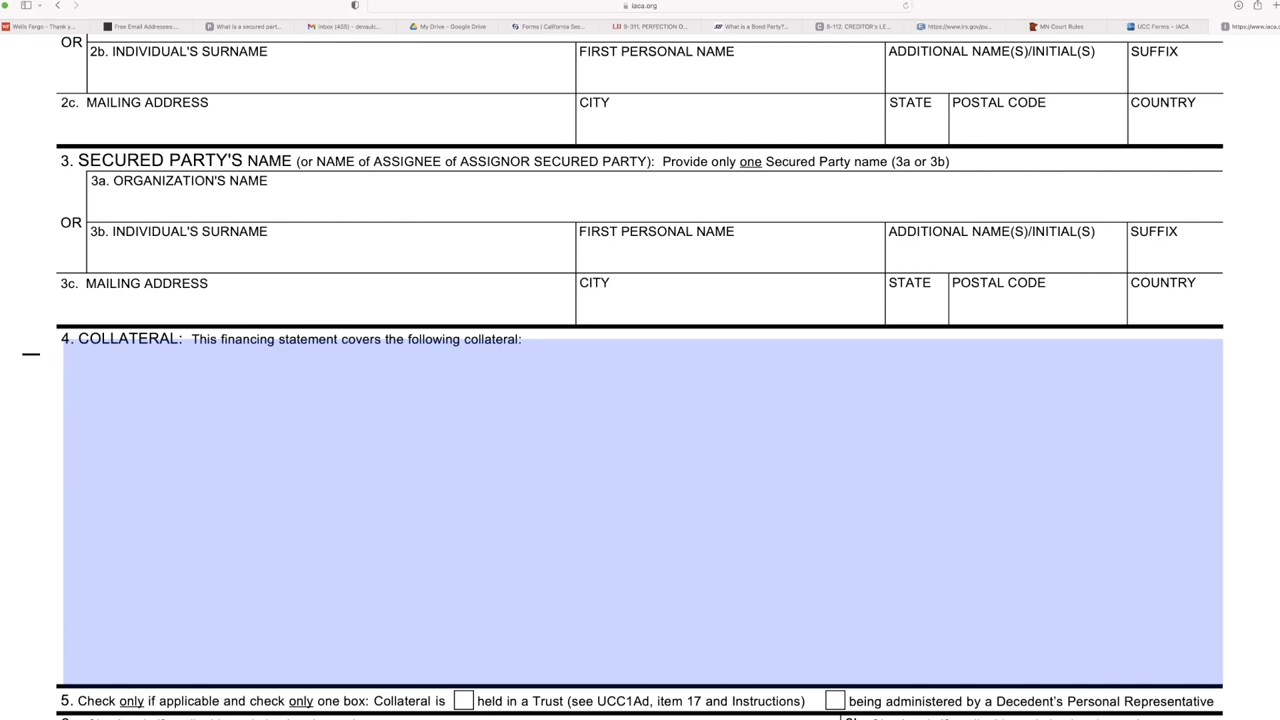 iaca.org
Wells Fargo - Thank y...
Free Email Addresses:...
What is a secured part...
Inbox (455) - devaulc...
My Drive - Google Drive
Forms | California Sec...
9-311. PERFECTION O...
What is a Bond Party?...
8-112. CREDITOR'S LE...
https://www.irs.gov/pu...
MN Court Rules
UCC Forms – IACA
https://www.iaca.o
OR
2b. INDIVIDUAL'S SURNAME FIRST PERSONAL NAME ADDITIONAL NAME(S)/INITIAL(S) SUFFIX
2c. MAILING ADDRESS CITY STATE POSTAL CODE COUNTRY
3. SECURED PARTY'S NAME (or NAME of ASSIGNEE of ASSIGNOR SECURED PARTY): Provide only one Secured Party name (3a or 3b)
3a. ORGANIZATION'S NAME
OR
3b. INDIVIDUAL'S SURNAME FIRST PERSONAL NAME ADDITIONAL NAME(S)/INITIAL(S) SUFFIX
3c. MAILING ADDRESS CITY STATE POSTAL CODE COUNTRY
4. COLLATERAL: This financing statement covers the following collateral:
5. Check only if applicable and check only one box: Collateral is held in a Trust (see UCC1Ad, item 17 and Instructions) being administered by a Decedent's Personal Representative